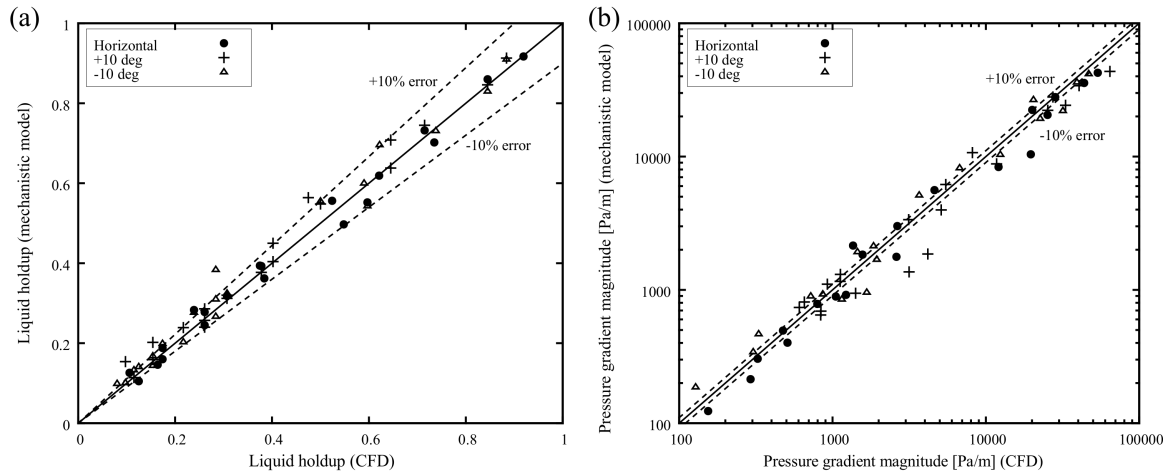 (a)
Liquid holdup (mechanistic model)
1
0.8
0.6
0.4
0.2
0
Horizontal
+10 deg
-10 deg
+10% error
-10% error
0 0.2 0.4 0.6 0.8 1
Liquid holdup (CFD)
(b)
Pressure gradient magnitude [Pa/m] (mechanistic model)
100000
10000
1000
100
Horizontal
+10 deg
-10 deg
+10% error
-10% error
100 1000 10000 100000
Pressure gradient magnitude [Pa/m] (CFD)